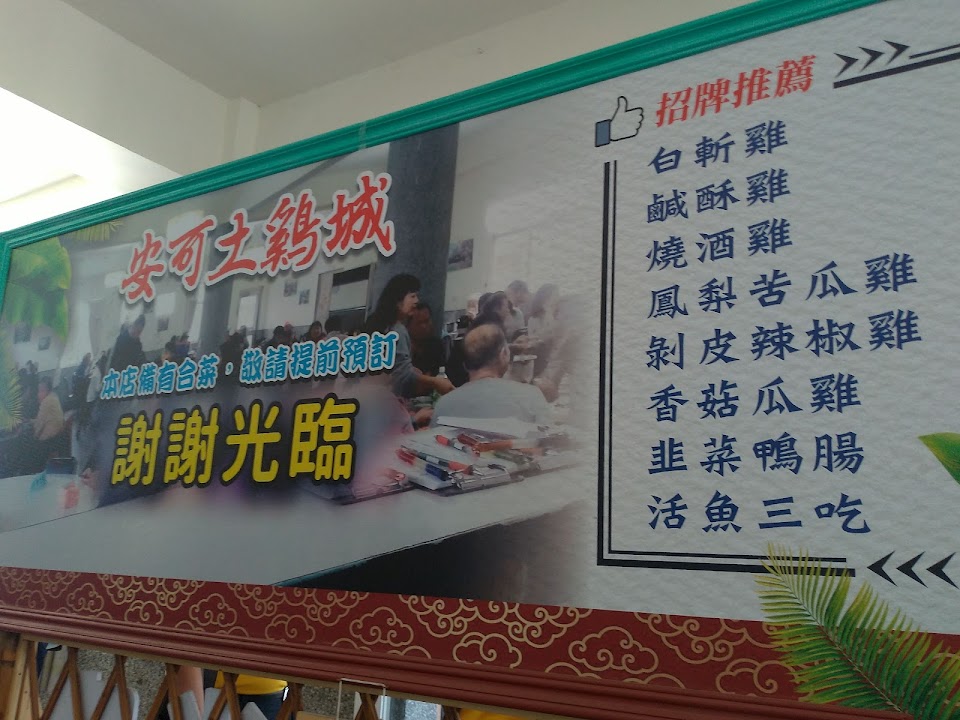 安可土鷄城
本店備有合菜，敬請提前預訂
謝謝光臨
招牌推薦
白斬雞
鹹酥雞
燒酒雞
鳳梨苦瓜雞
剝皮辣椒雞
香菇瓜雞
韭菜鴨腸
活魚三吃